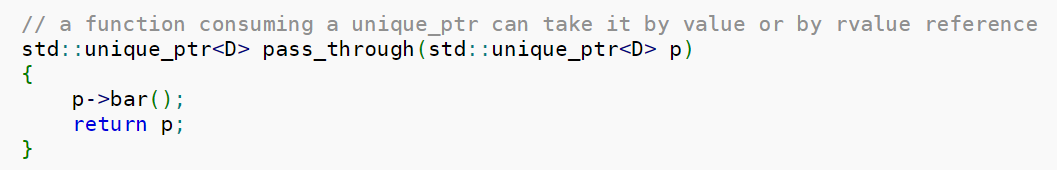 // a function consuming a unique_ptr can take it by value or by rvalue reference
std::unique_ptr<D> pass_through(std::unique_ptr<D> p)
{
    p->bar();
    return p;
}